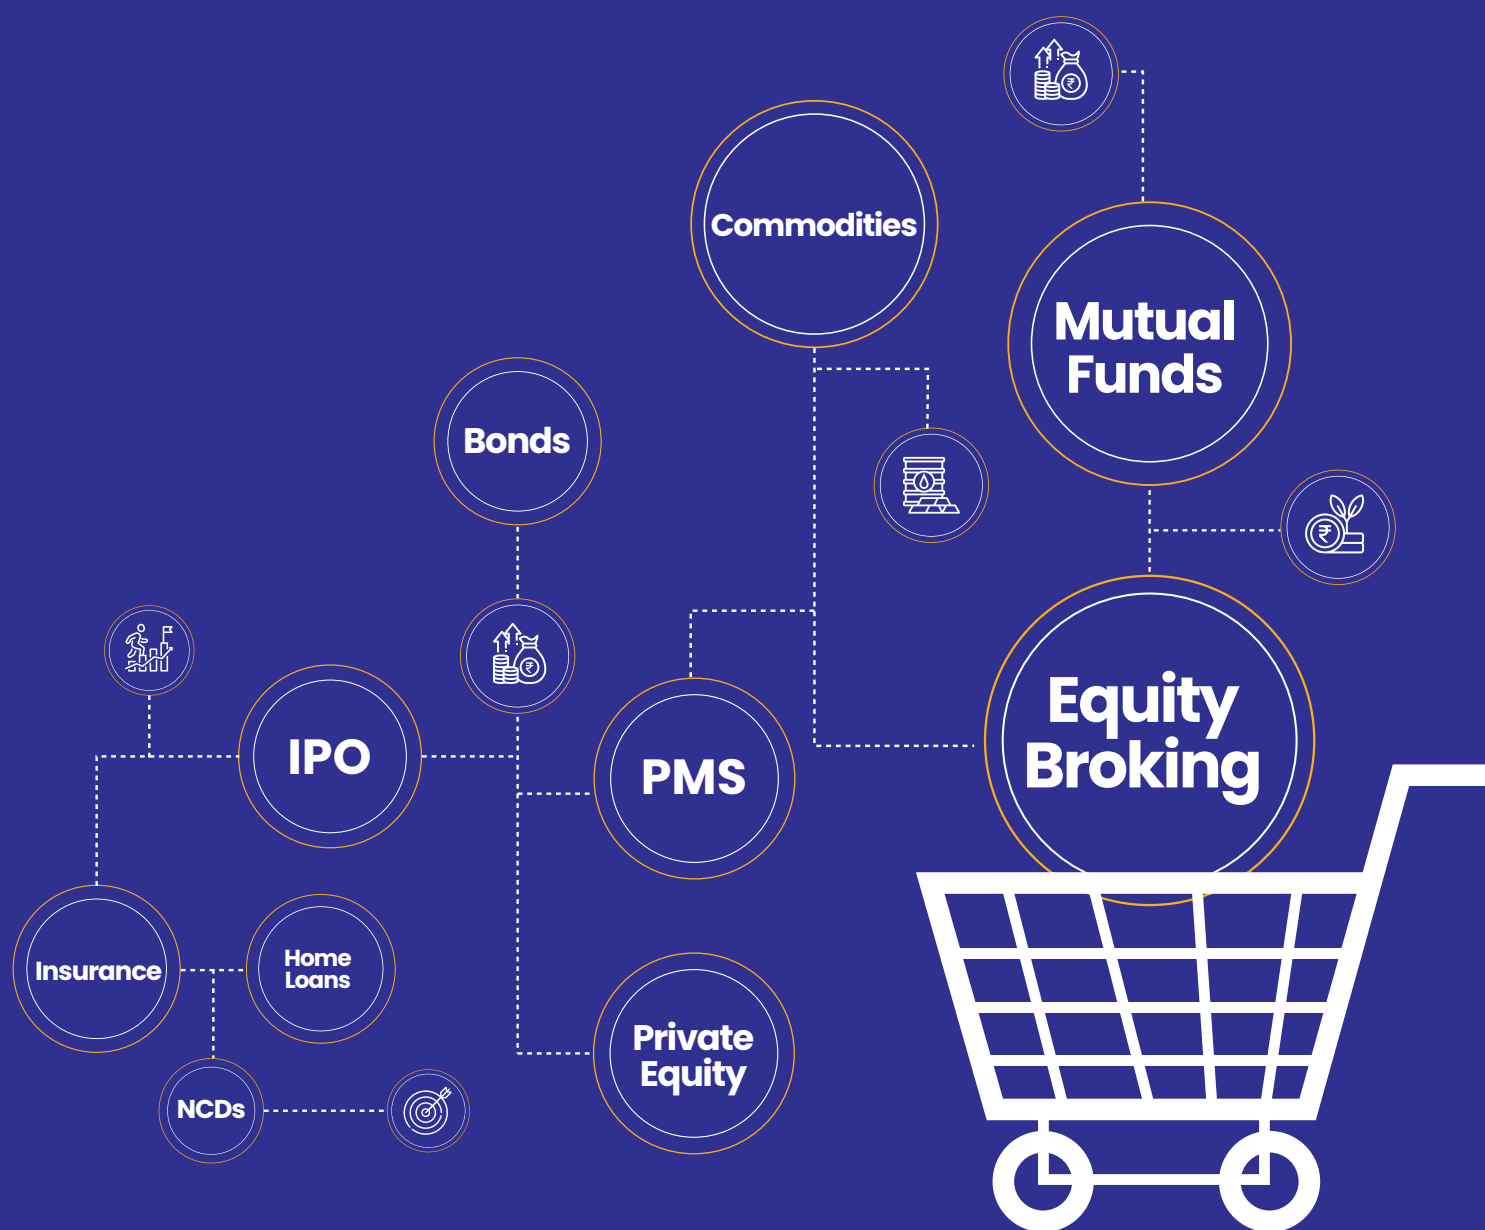 Commodities
Mutual
Funds
Bonds
Equity
Broking
IPO
PMS
Insurance
Home
Loans
Private
Equity
NCDs
₹
₹
₹